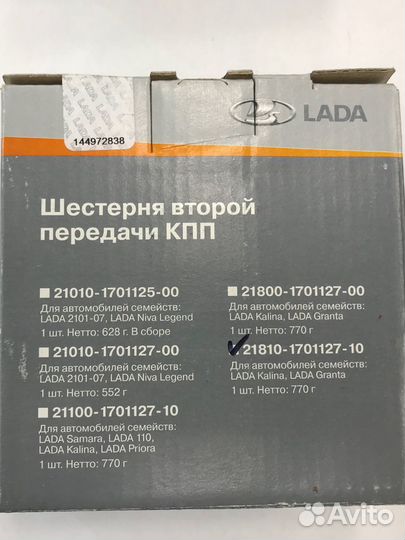 LADA
144972838
Шестерня второй
передачи КПП
21010-1701125-00
Для автомобилей семейств:
LADA 2101-07, LADA Niva Legend
1 шт. Нетто: 628 г. В сборе
21010-1701127-00
Для автомобилей семейств:
LADA 2101-07, LADA Niva Legend
1 шт. Нетто: 552 г
21100-1701127-10
Для автомобилей семейств:
LADA Samara, LADA 110,
LADA Kalina, LADA Priora
1 шт. Нетто: 770 г
21800-1701127-00
Для автомобилей семейств:
LADA Kalina, LADA Granta
1 шт. Нетто: 770 г
21810-1701127-10
Для автомобилей семейств:
LADA Kalina, LADA Granta
1 шт. Нетто: 770 г
Avito